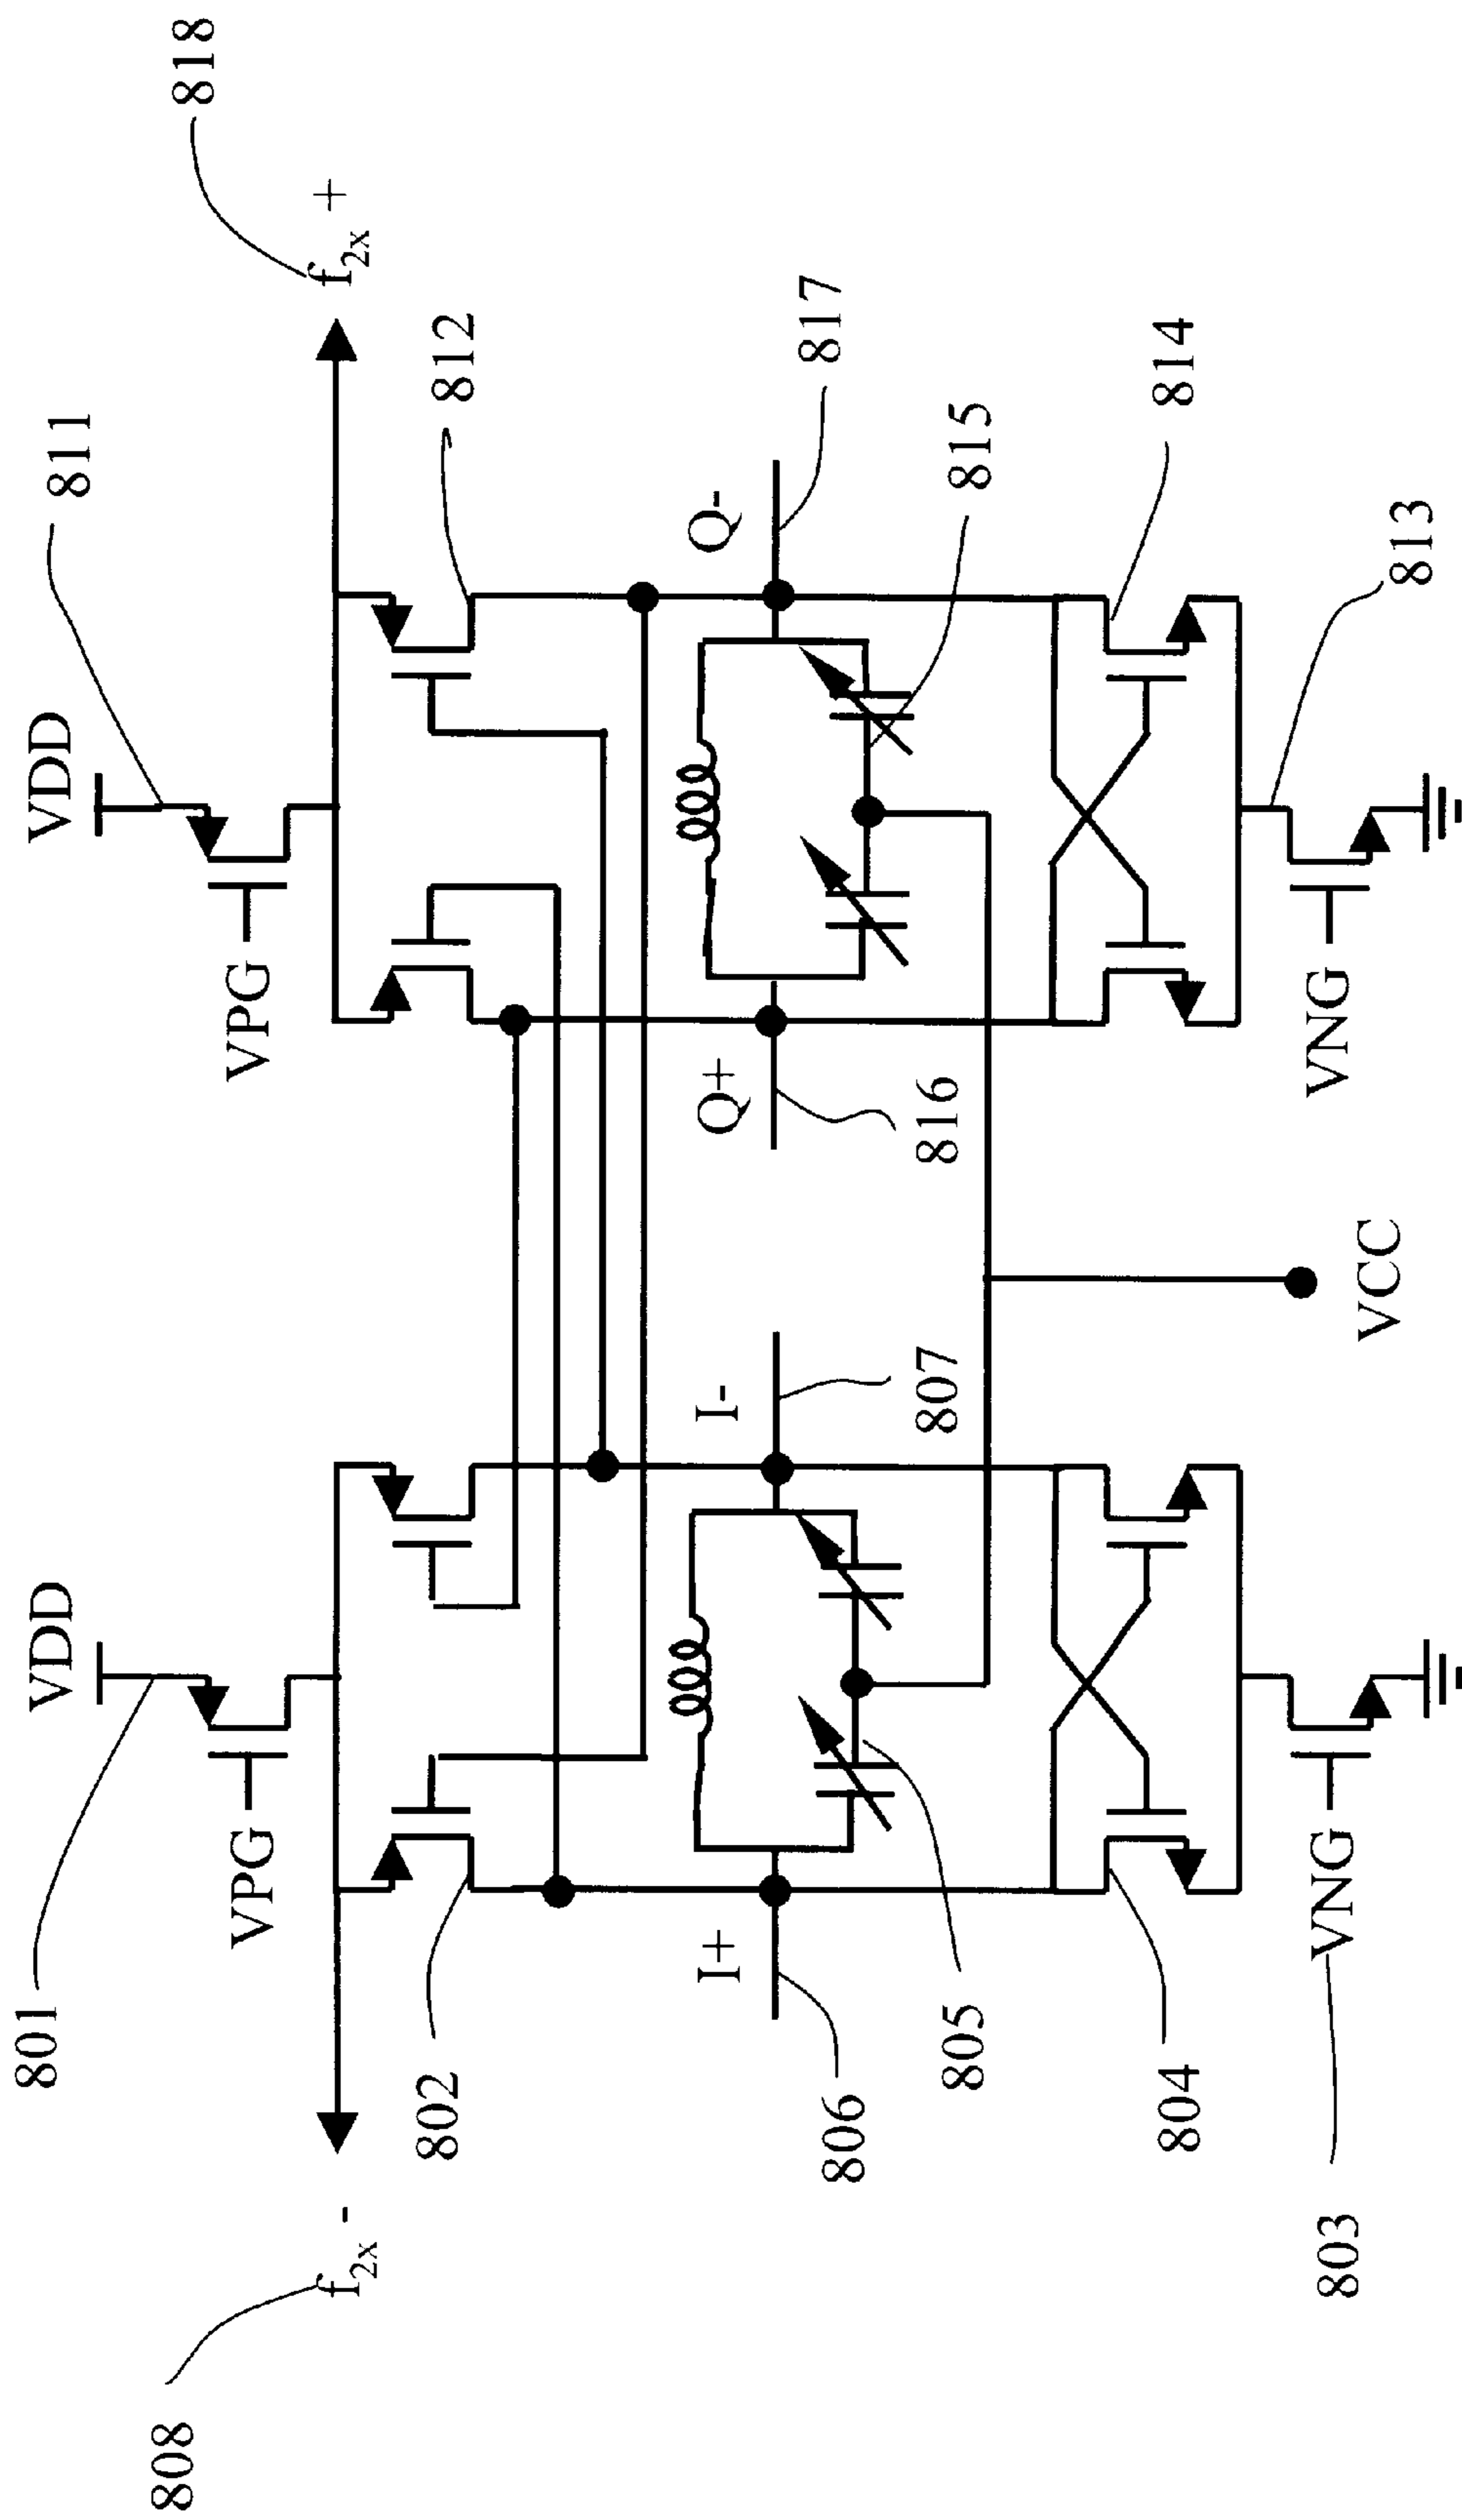 801
VDD
VDD
811
818
808
f2x -
VPG
VPG
f2x +
802
812
I+
I-
Q+
Q-
806
807
816
817
805
815
804
814
803
VNG
VCC
VNG
813